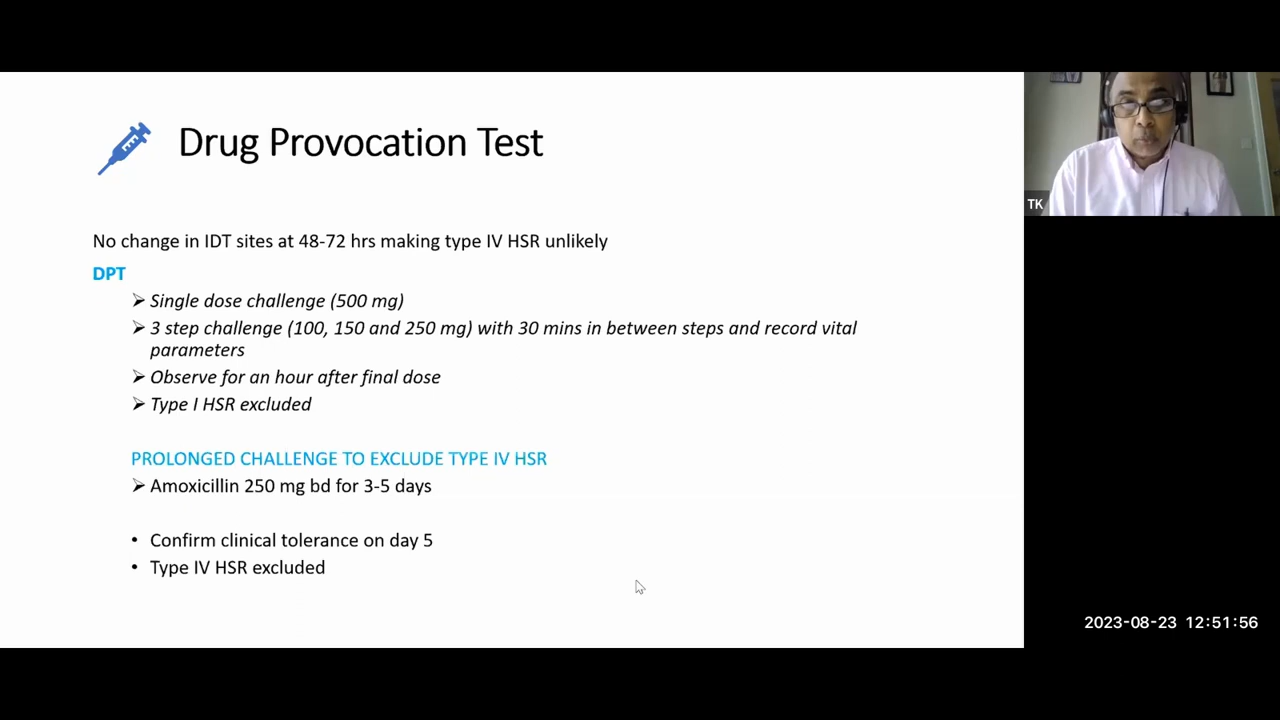 Drug Provocation Test
No change in IDT sites at 48-72 hrs making type IV HSR unlikely
DPT
➢ Single dose challenge (500 mg)
➢ 3 step challenge (100, 150 and 250 mg) with 30 mins in between steps and record vital
parameters
➢ Observe for an hour after final dose
➢ Type I HSR excluded
PROLONGED CHALLENGE TO EXCLUDE TYPE IV HSR
➢ Amoxicillin 250 mg bd for 3-5 days
• Confirm clinical tolerance on day 5
• Type IV HSR excluded
TK
2023-08-23 12:51:56